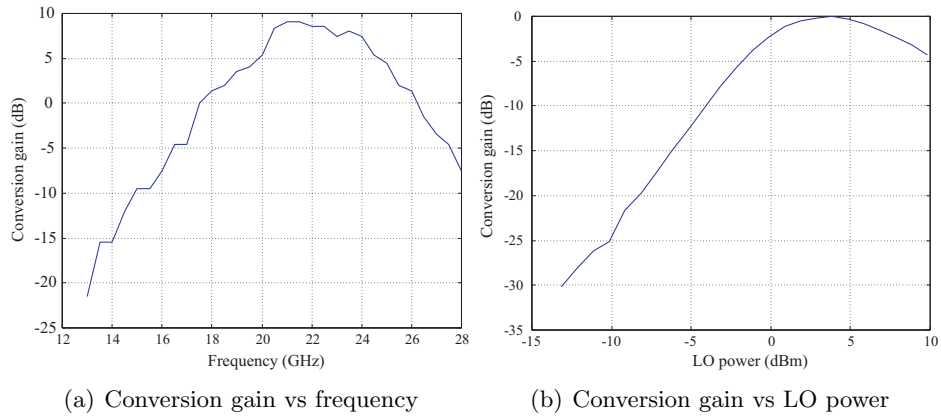 10
5
0
-5
-10
-15
-20
-25
Conversion gain (dB)
12 14 16 18 20 22 24 26 28
Frequency (GHz)
(a) Conversion gain vs frequency
0
-5
-10
-15
-20
-25
-30
-35
Conversion gain (dB)
-15 -10 -5 0 5 10
LO power (dBm)
(b) Conversion gain vs LO power